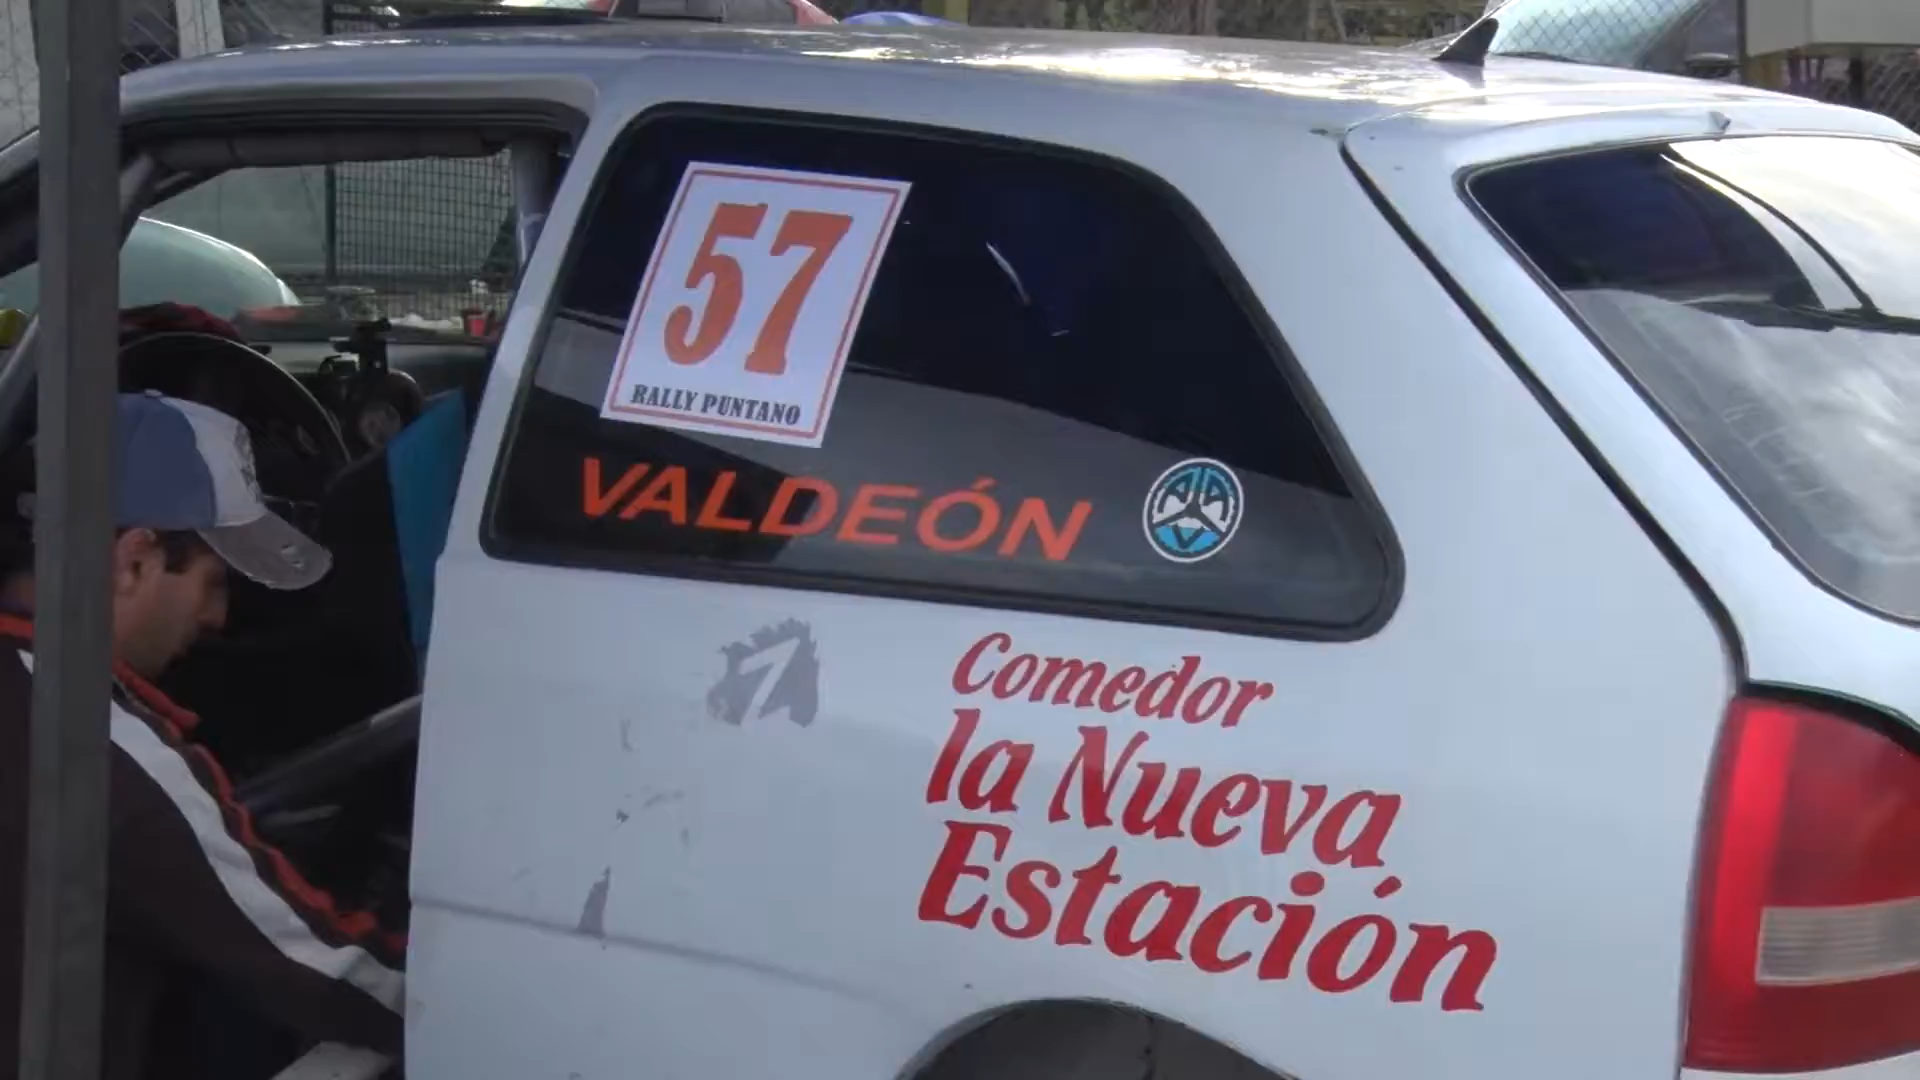 57
RALLY PUNTANO
VALDEÓN
Comedor
la Nueva
Estación